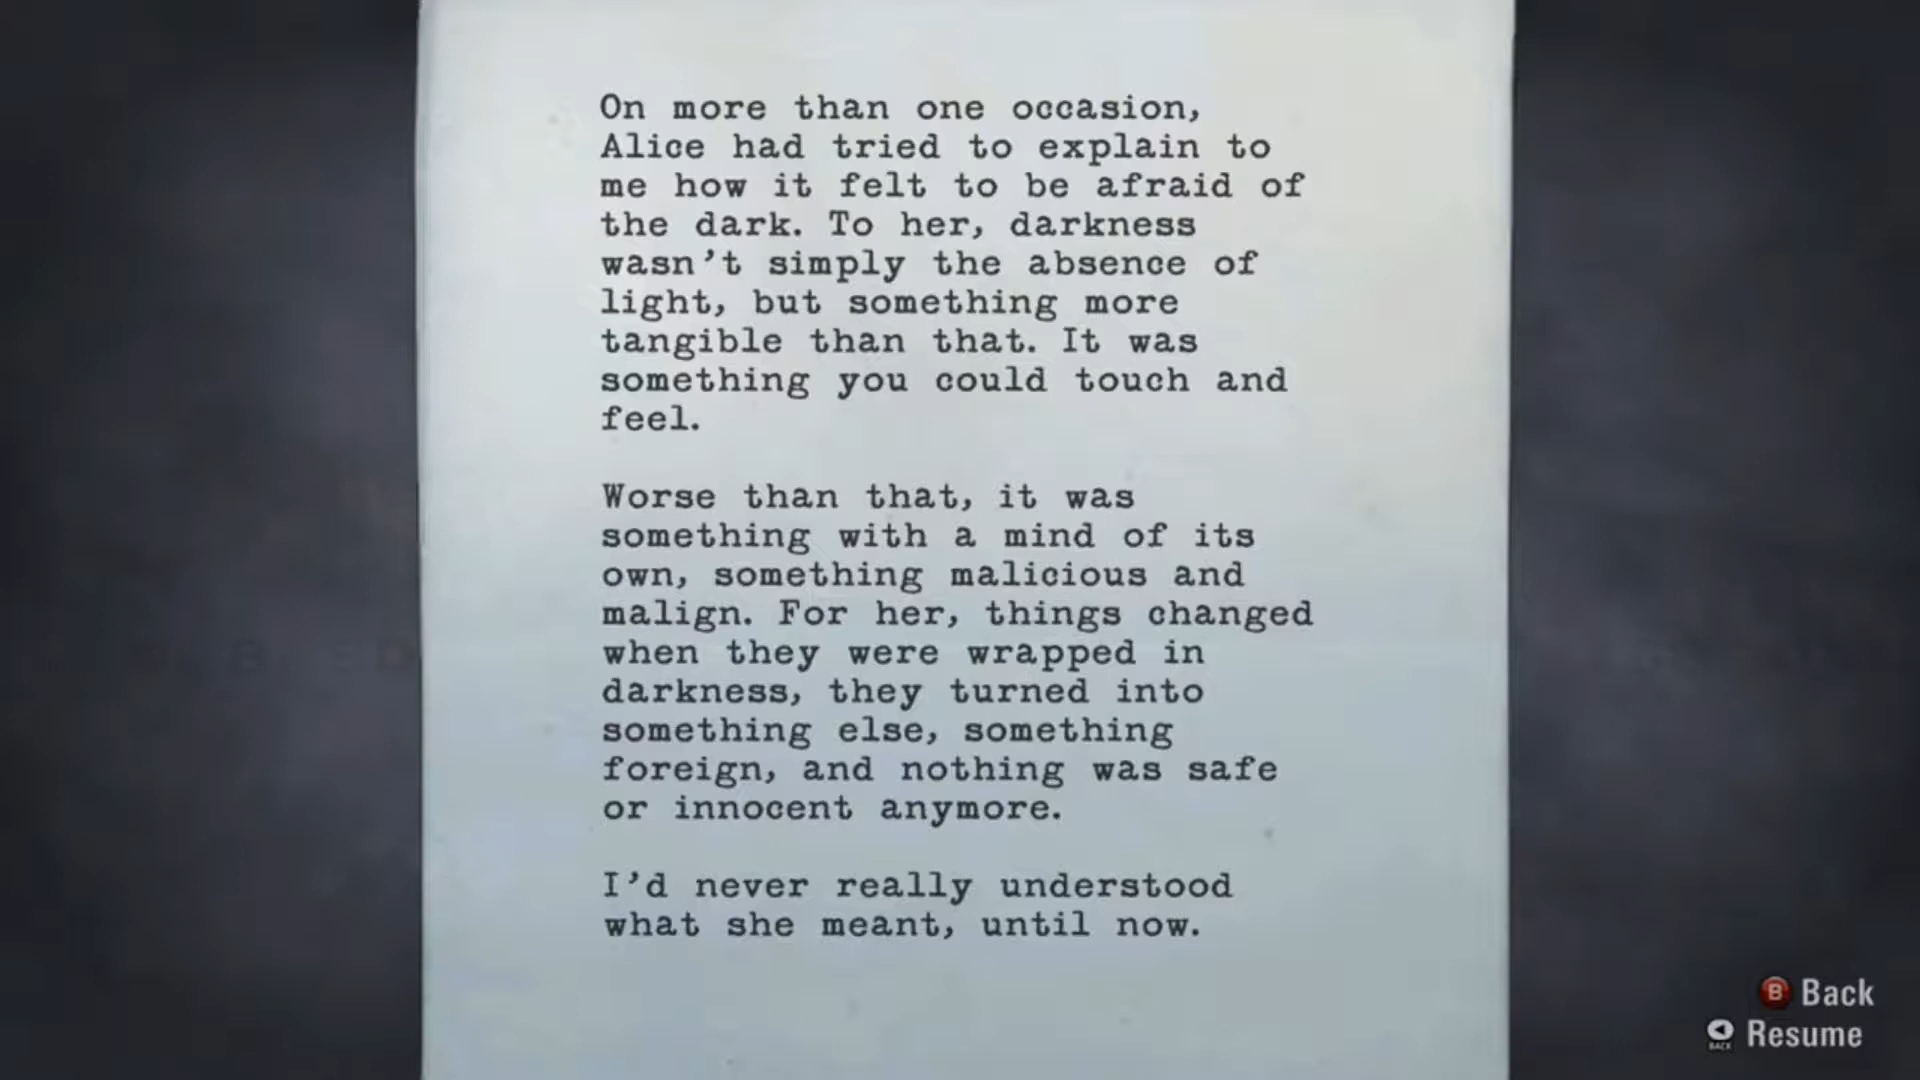 On more than one occasion,
Alice had tried to explain to
me how it felt to be afraid of
the dark. To her, darkness
wasn't simply the absence of
light, but something more
tangible than that. It was
something you could touch and
feel.
Worse than that, it was
something with a mind of its
own, something malicious and
malign. For her, things changed
when they were wrapped in
darkness, they turned into
something else, something
foreign, and nothing was safe
or innocent anymore.
I'd never really understood
what she meant, until now.
B Back
BACK Resume